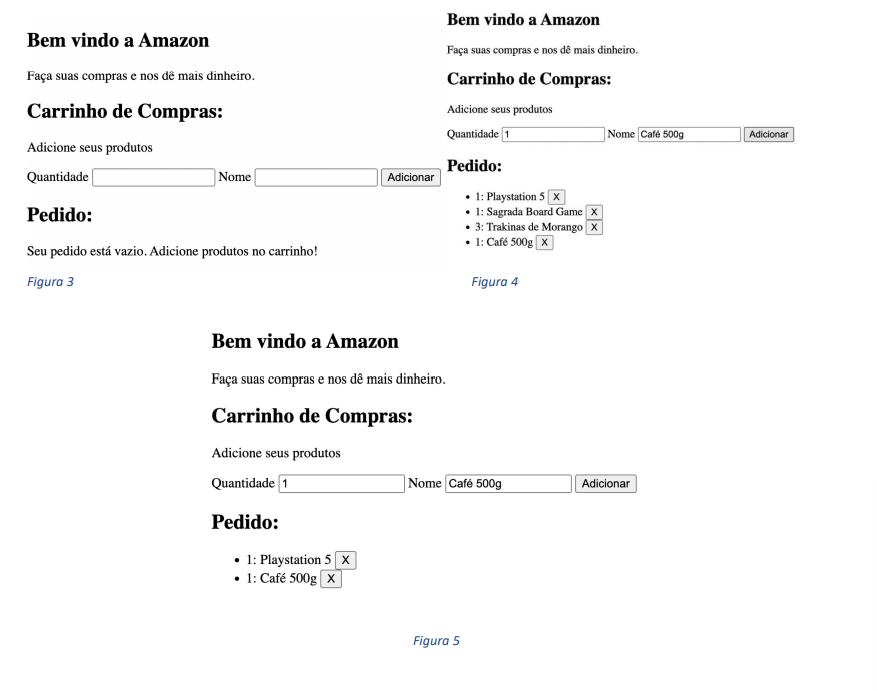 Bem vindo a Amazon
Faça suas compras e nos dê mais dinheiro.
Carrinho de Compras:
Adicione seus produtos
Quantidade Nome Adicionar
Pedido:
Seu pedido está vazio. Adicione produtos no carrinho!
Figura 3
Bem vindo a Amazon
Faça suas compras e nos dê mais dinheiro.
Carrinho de Compras:
Adicione seus produtos
Quantidade 1 Nome Café 500g Adicionar
Pedido:
• 1: Playstation 5 X
• 1: Sagrada Board Game X
• 3: Trakinas de Morango X
• 1: Café 500g X
Figura 4
Bem vindo a Amazon
Faça suas compras e nos dê mais dinheiro.
Carrinho de Compras:
Adicione seus produtos
Quantidade 1 Nome Café 500g Adicionar
Pedido:
• 1: Playstation 5 X
• 1: Café 500g X
Figura 5